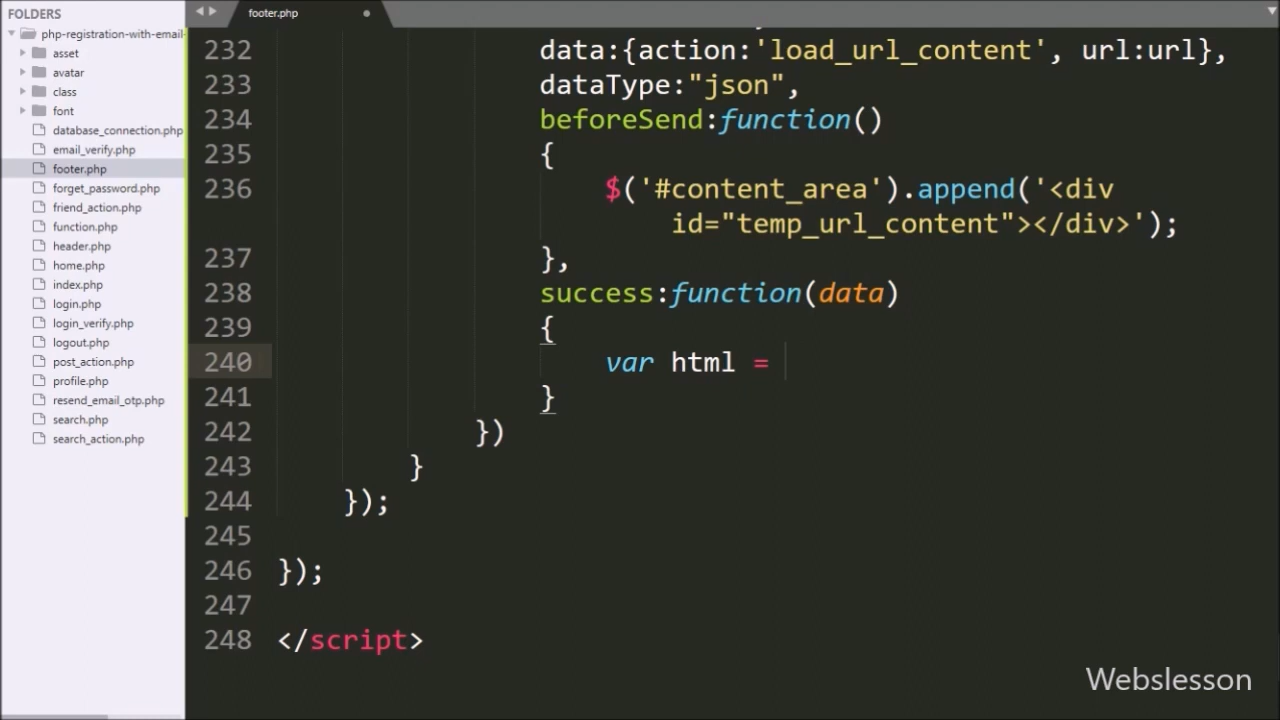 FOLDERS
php-registration-with-email-
asset
avatar
class
font
database_connection.php
email_verify.php
footer.php
forget_password.php
friend_action.php
function.php
header.php
home.php
index.php
login.php
login_verify.php
logout.php
post_action.php
profile.php
resend_email_otp.php
search.php
search_action.php
footer.php
232 data:{action:'load_url_content', url:url},
233 dataType:"json",
234 beforeSend:function()
235 {
236 $('#content_area').append('<div
id="temp_url_content"></div>');
237 },
238 success:function(data)
239 {
240 var html =
241 }
242 })
243 }
244 });
245
246 });
247
248 </script>
Webslesson